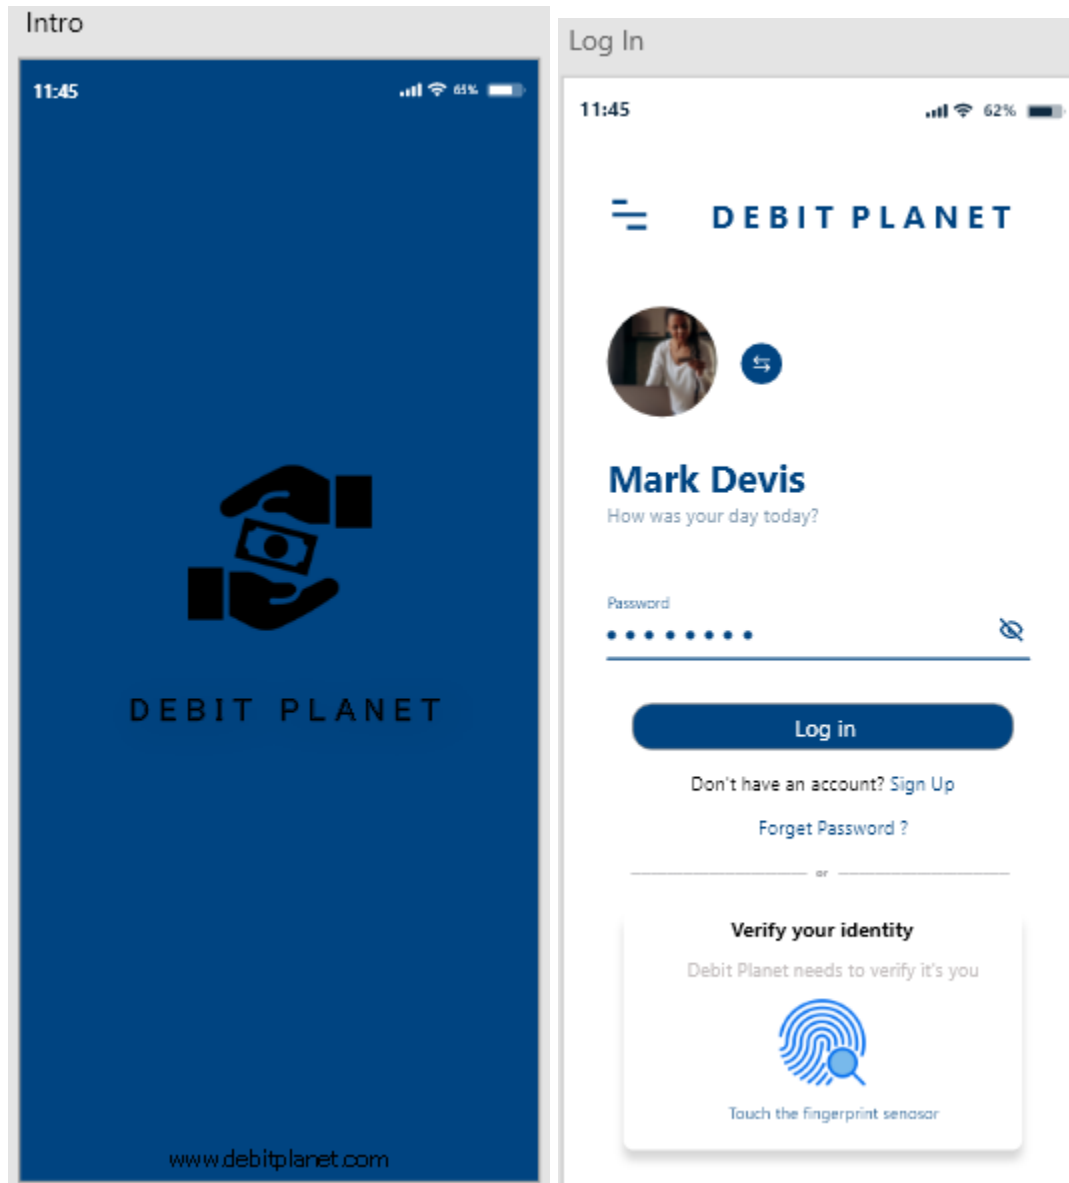 Intro
11:45 65%
DEBIT PLANET
www.debitplanet.com
Log In
11:45 62%
DEBIT PLANET
Mark Devis
How was your day today?
Password
Log in
Don't have an account? Sign Up
Forget Password ?
or
Verify your identity
Debit Planet needs to verify it's you
Touch the fingerprint senosor